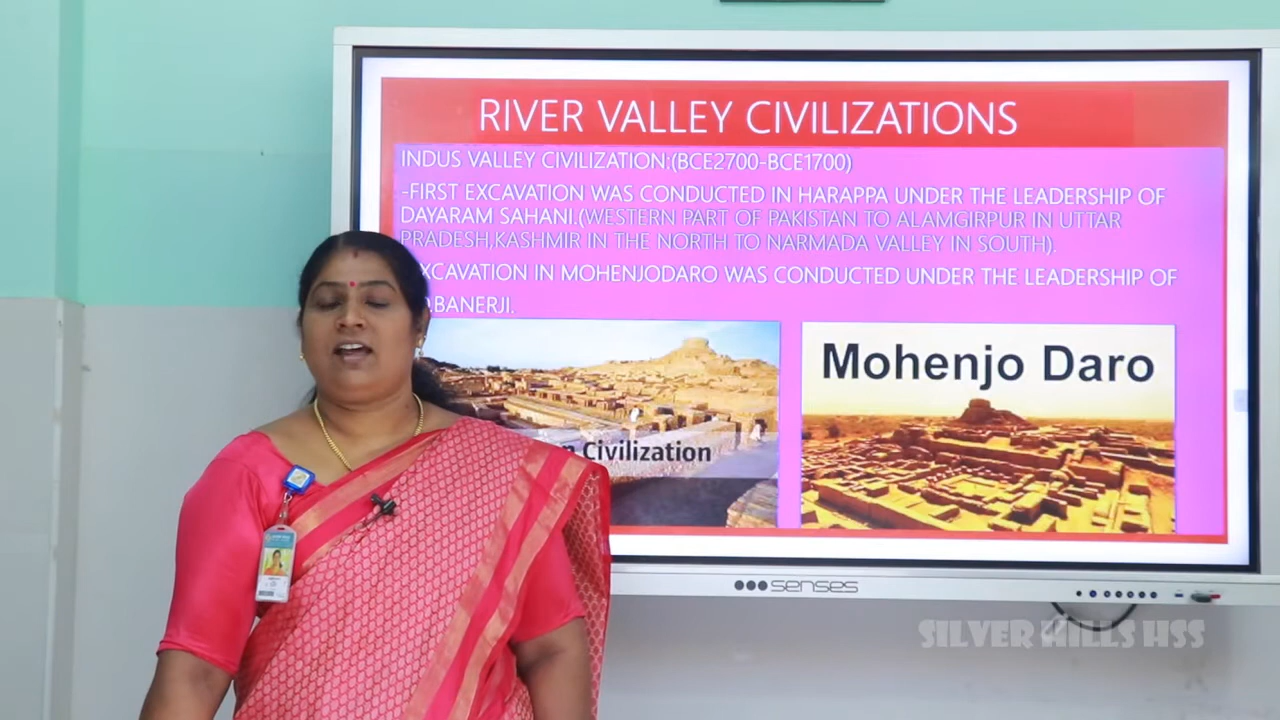 RIVER VALLEY CIVILIZATIONS
INDUS VALLEY CIVILIZATION:(BCE2700-BCE1700)
-FIRST EXCAVATION WAS CONDUCTED IN HARAPPA UNDER THE LEADERSHIP OF
DAYARAM SAHANI.(WESTERN PART OF PAKISTAN TO ALAMGIRPUR IN UTTAR
PRADESH,KASHMIR IN THE NORTH TO NARMADA VALLEY IN SOUTH).
XCAVATION IN MOHENJODARO WAS CONDUCTED UNDER THE LEADERSHIP OF
.BANERJI.
n Civilization
Mohenjo Daro
senses
SILVER HILLS HSS